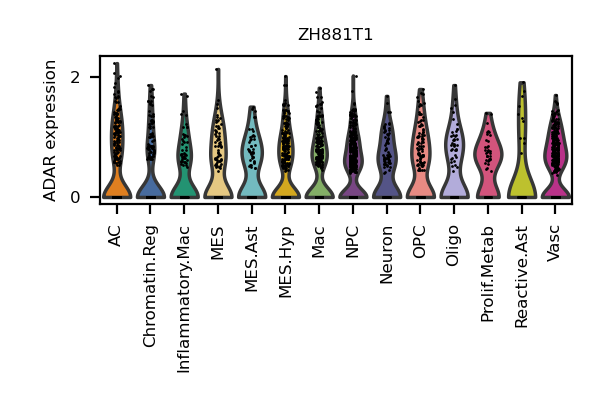 ZH881T1
ADAR expression
2
0
AC
Chromatin.Reg
Inflammatory.Mac
MES
MES.Ast
MES.Hyp
Mac
NPC
Neuron
OPC
Oligo
Prolif.Metab
Reactive.Ast
Vasc